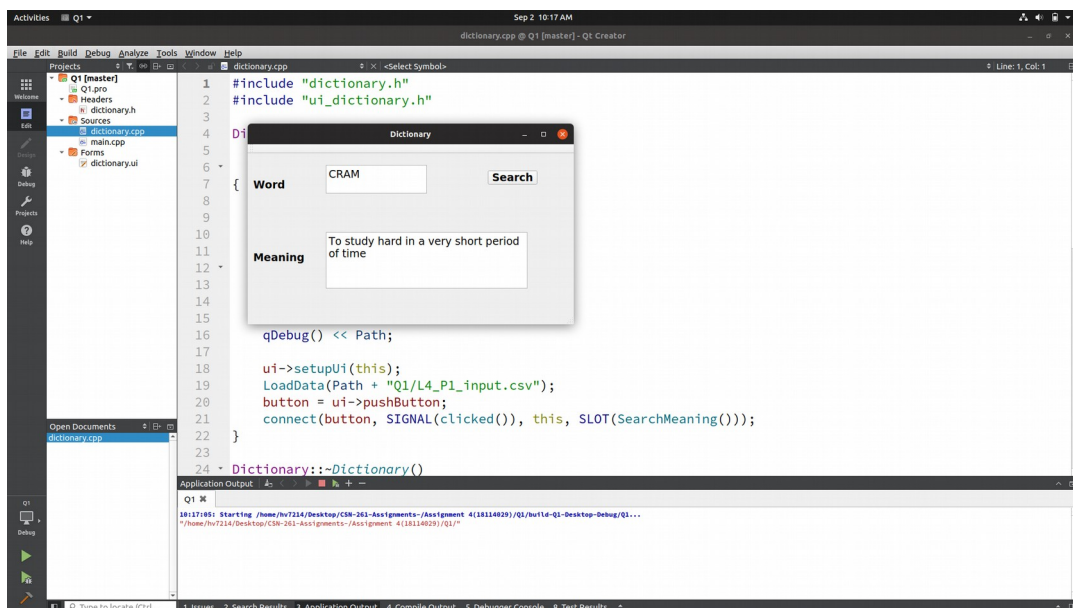 Activities
Q1
Sep 2 10:17 AM
dictionary.cpp @ Q1 [master] - Qt Creator
File Edit Build Debug Analyze Tools Window Help
Projects
dictionary.cpp
<Select Symbol>
Line: 1, Col: 1
Welcome
Edit
Design
Debug
Projects
Help
Q1 [master]
Q1.pro
Headers
dictionary.h
Sources
dictionary.cpp
main.cpp
Forms
dictionary.ui
1 #include "dictionary.h"
2 #include "ui_dictionary.h"
3
4 Di
5
6
7 {
8
9
10
11
12
13
14
15
16 qDebug() << Path;
17
18 ui->setupUi(this);
19 LoadData(Path + "Q1/L4_P1_input.csv");
20 button = ui->pushButton;
21 connect(button, SIGNAL(clicked()), this, SLOT(SearchMeaning()));
22 }
23
24 Dictionary::~Dictionary()
Dictionary
Word
CRAM
Search
Meaning
To study hard in a very short period
of time
Open Documents
dictionary.cpp
Application Output
Q1
10:17:05: Starting /home/hv7214/Desktop/CSN-261-Assignments-/Assignment 4(18114029)/Q1/build-Q1-Desktop-Debug/Q1...
"/home/hv7214/Desktop/CSN-261-Assignments-/Assignment 4(18114029)/Q1/"
Q1
Debug
Type to locate (Ctrl
1 Issues 2 Search Results 3 Application Output 4 Compile Output 5 Debugger Console 8 Test Results